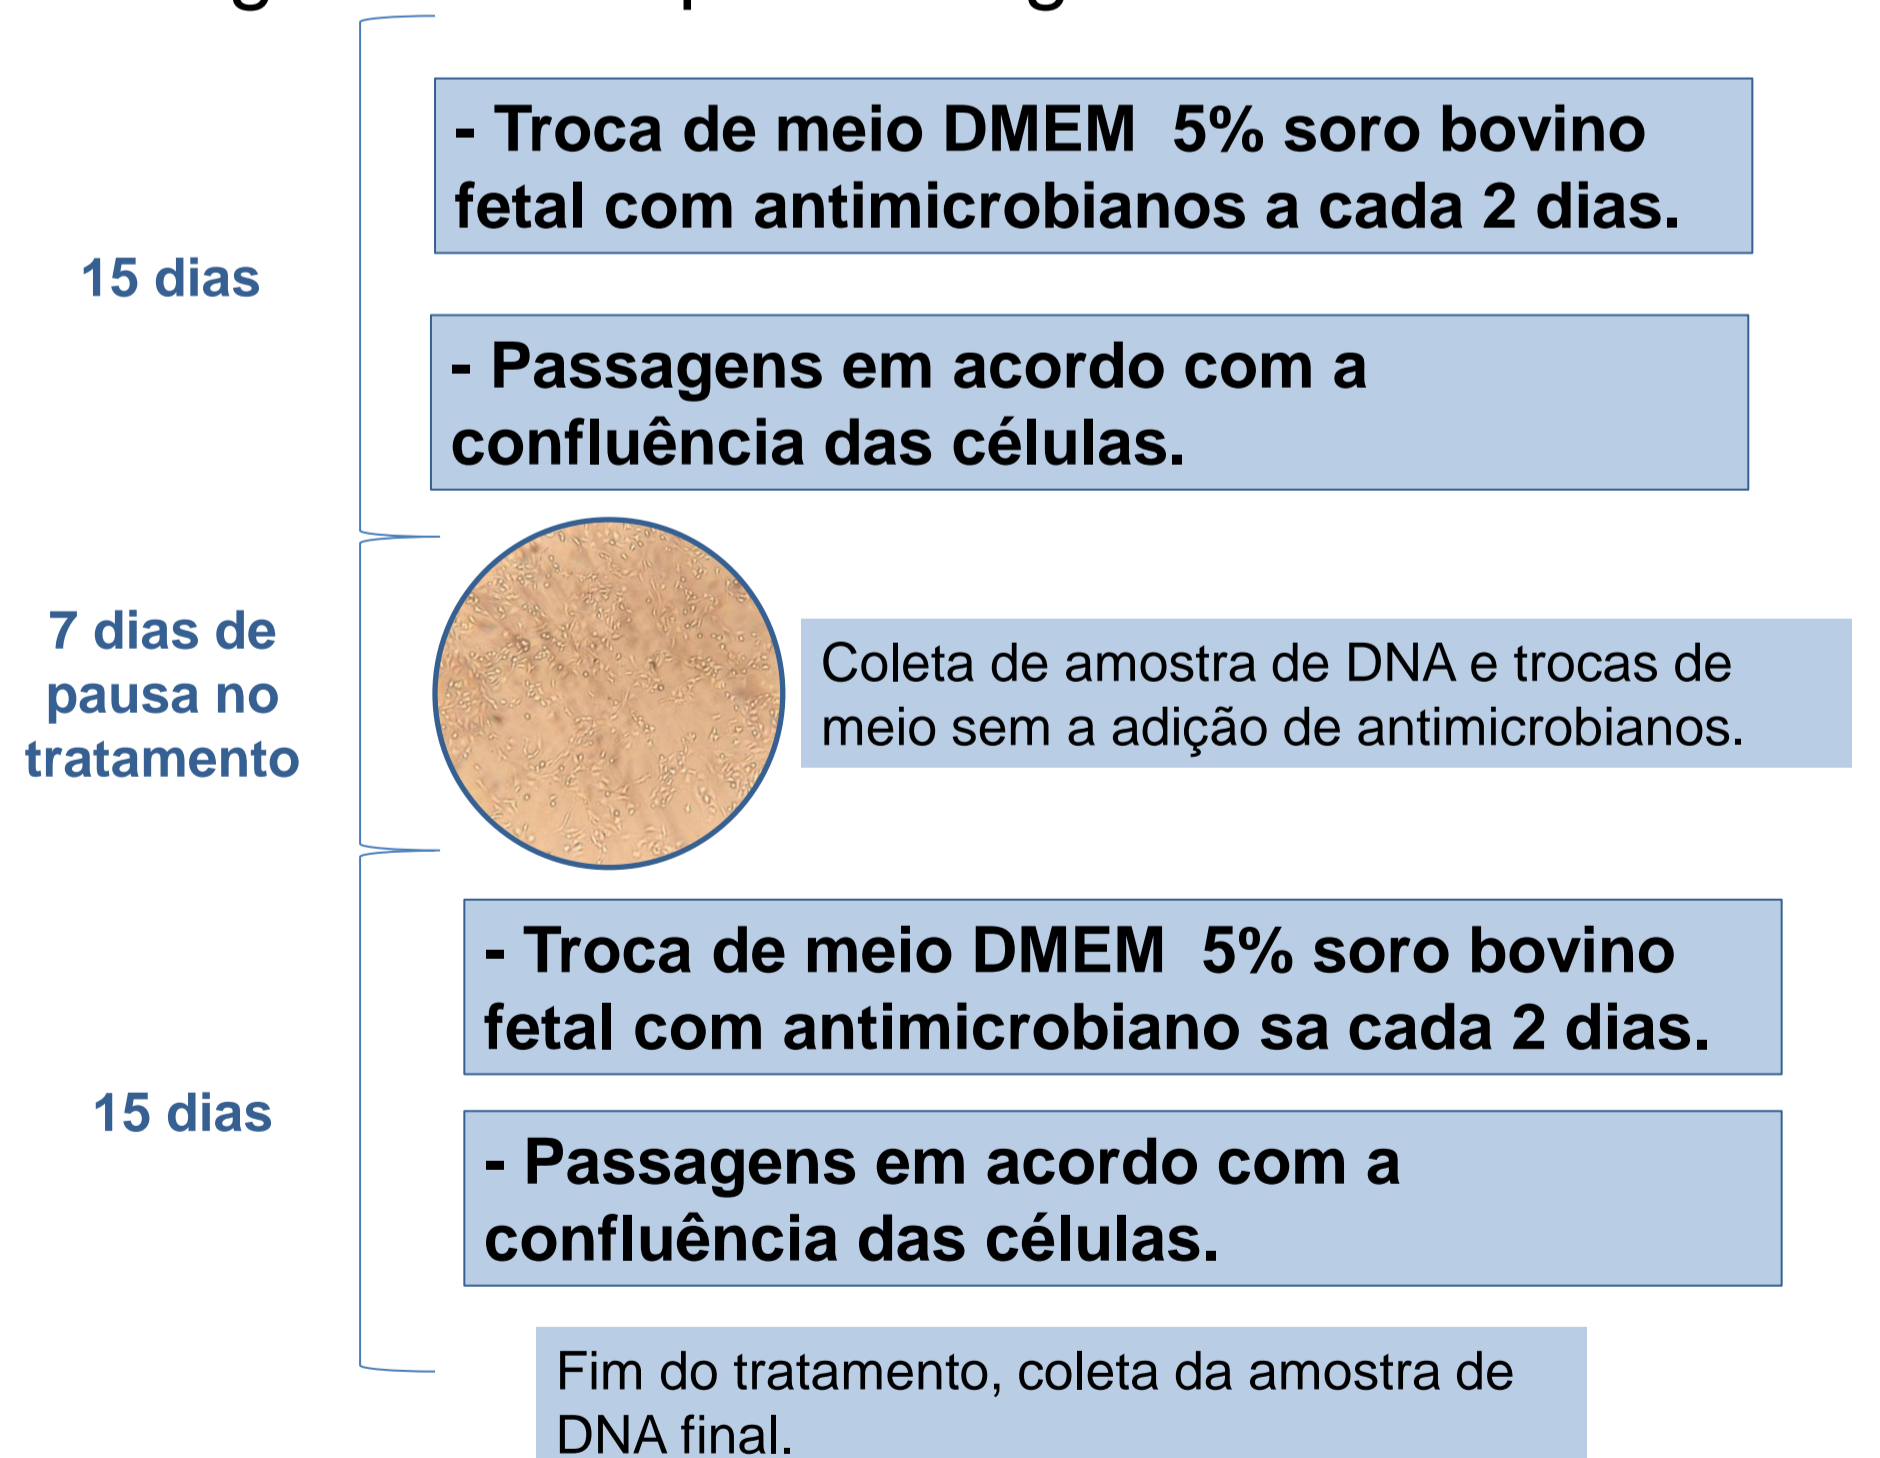 - Troca de meio DMEM 5% soro bovino
fetal com antimicrobianos a cada 2 dias.
15 dias
- Passagens em acordo com a
confluência das células.
7 dias de
pausa no
tratamento
Coleta de amostra de DNA e trocas de
meio sem a adição de antimicrobianos.
- Troca de meio DMEM 5% soro bovino
fetal com antimicrobiano sa cada 2 dias.
15 dias
- Passagens em acordo com a
confluência das células.
Fim do tratamento, coleta da amostra de
DNA final.